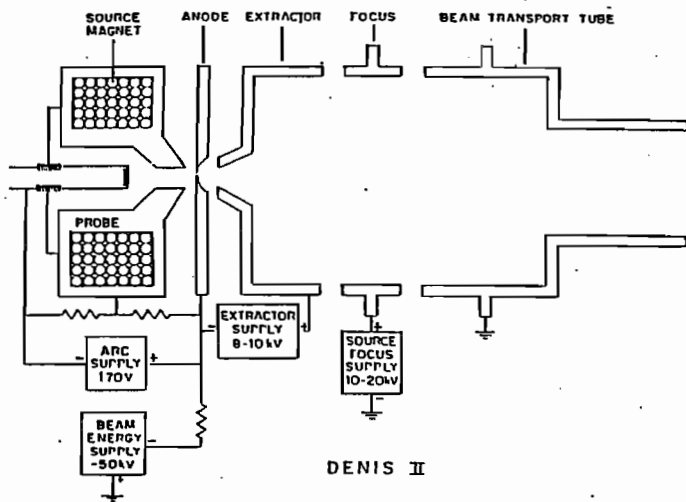 SOURCE
MAGNET
ANODE
EXTRACTOR
FOCUS
BEAM TRANSPORT TUBE
PROBE
- EXTRACTOR +
SUPPLY
8-10kV
- ARC +
SUPPLY
170V
+
SOURCE
FOCUS
SUPPLY
10-20kV
-
BEAM -
ENERGY
SUPPLY
-50kV
+
DENIS II